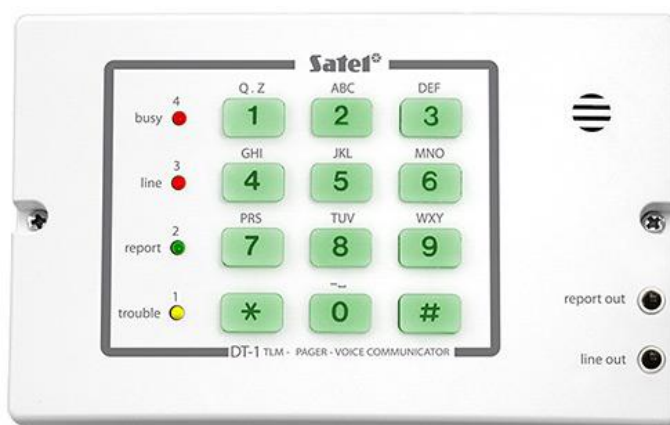 Satel
Q . Z ABC DEF
4
busy 1 2 3
GHI JKL MNO
3
line 4 5 6
PRS TUV WXY
2
report 7 8 9
1
trouble * 0 #
report out
line out
DT-1 TLM - PAGER - VOICE COMMUNICATOR